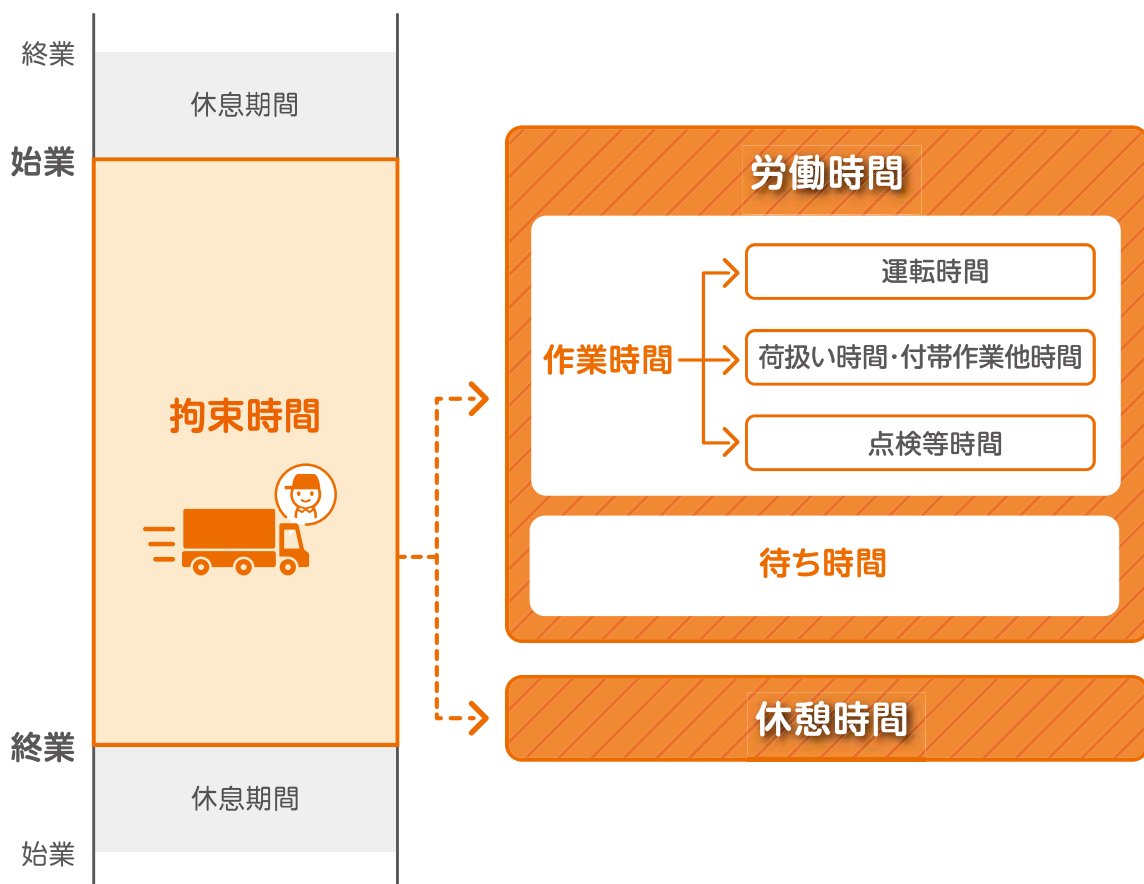 終業
休息期間
始業
拘束時間
終業
休息期間
始業
労働時間
作業時間
運転時間
荷扱い時間・付帯作業他時間
点検等時間
待ち時間
休憩時間